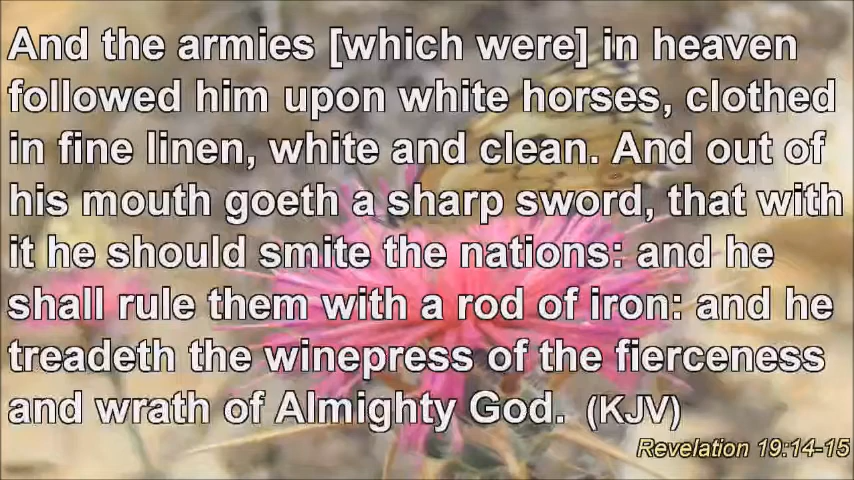 And the armies [which were] in heaven
followed him upon white horses, clothed
in fine linen, white and clean. And out of
his mouth goeth a sharp sword, that with
it he should smite the nations: and he
shall rule them with a rod of iron: and he
treadeth the winepress of the fierceness
and wrath of Almighty God. (KJV)
Revelation 19:14-15